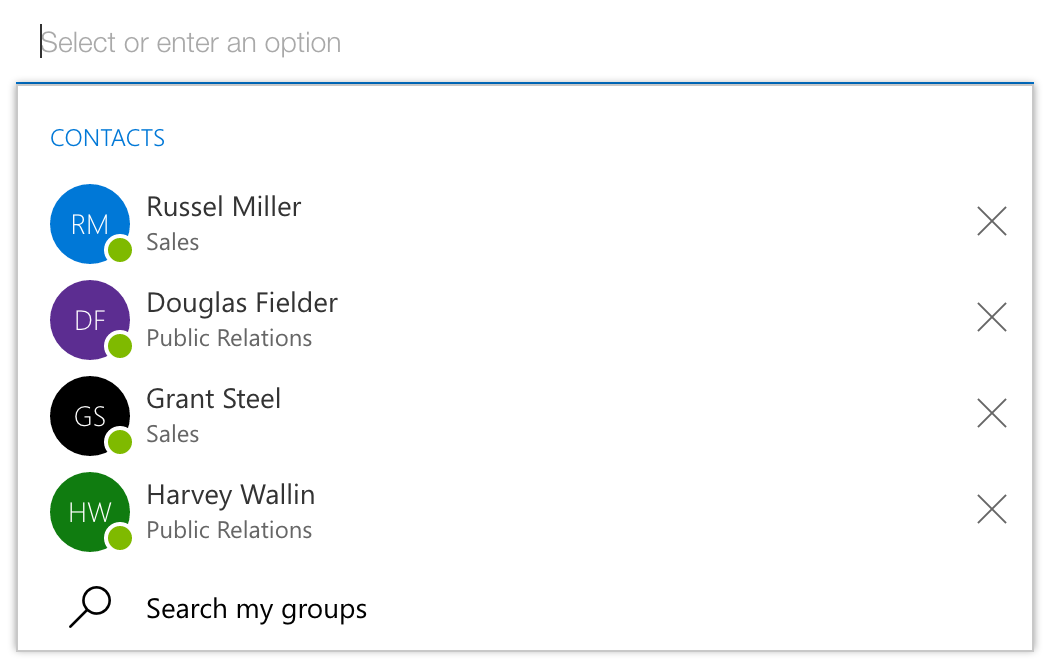 Select or enter an option
CONTACTS
RM
Russel Miller
Sales
DF
Douglas Fielder
Public Relations
GS
Grant Steel
Sales
HW
Harvey Wallin
Public Relations
Search my groups